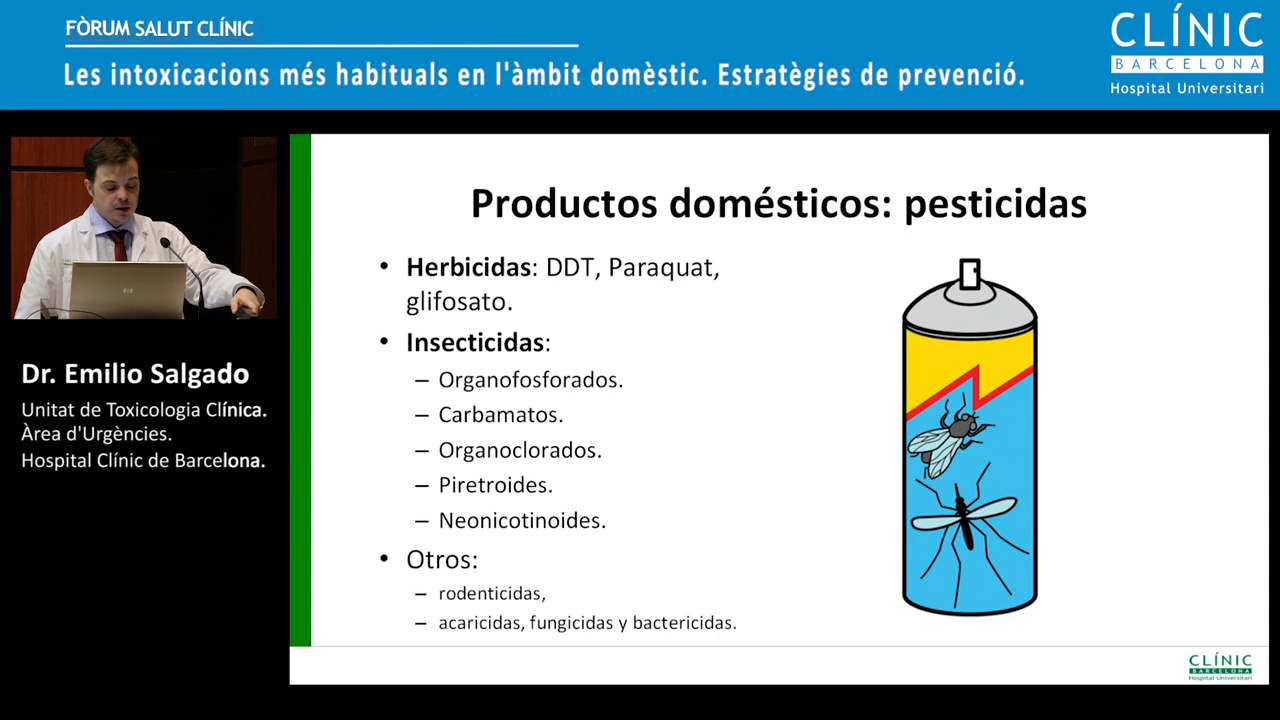 FÒRUM SALUT CLÍNIC
Les intoxicacions més habituals en l'àmbit domèstic. Estratègies de prevenció.
CLÍNIC
BARCELONA
Hospital Universitari
Dr. Emilio Salgado
Unitat de Toxicologia Clínica.
Àrea d'Urgències.
Hospital Clínic de Barcelona.
Productos domésticos: pesticidas
• Herbicidas: DDT, Paraquat,
glifosato.
• Insecticidas:
– Organofosforados.
– Carbamatos.
– Organoclorados.
– Piretroides.
– Neonicotinoides.
• Otros:
– rodenticidas,
– acaricidas, fungicidas y bactericidas.
CLÍNIC
BARCELONA
Hospital Universitari